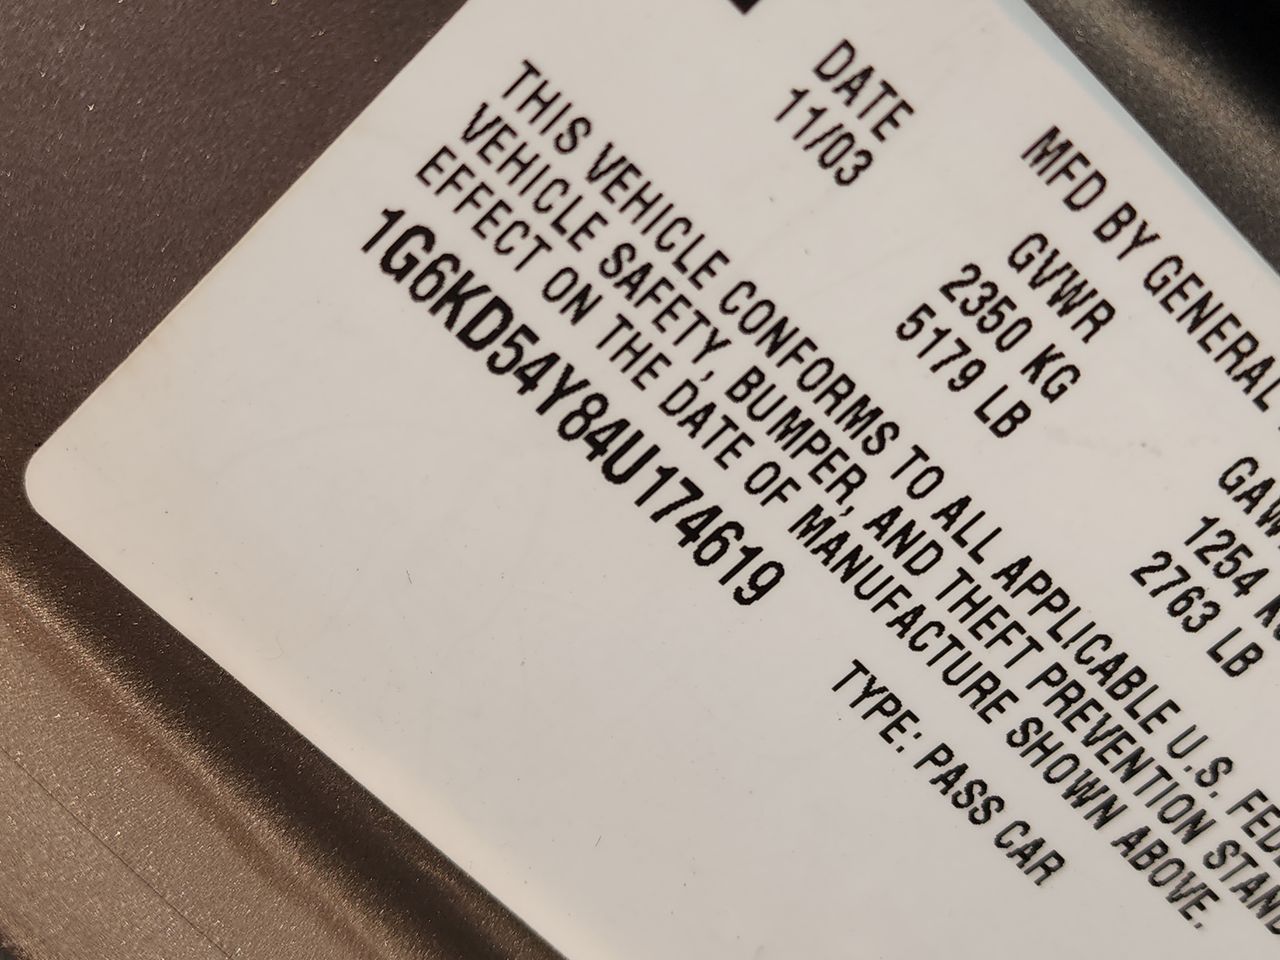 MFD BY GENERAL
DATE
11/03
GVWR
2350 KG
5179 LB
1254
2763 LB
THIS VEHICLE CONFORMS TO ALL APPLICABLE U.S.
VEHICLE SAFETY, BUMPER, AND THEFT PREVENTION
EFFECT ON THE DATE OF MANUFACTURE SHOWN ABOVE.
1G6KD54Y84U174619
TYPE: PASS CAR